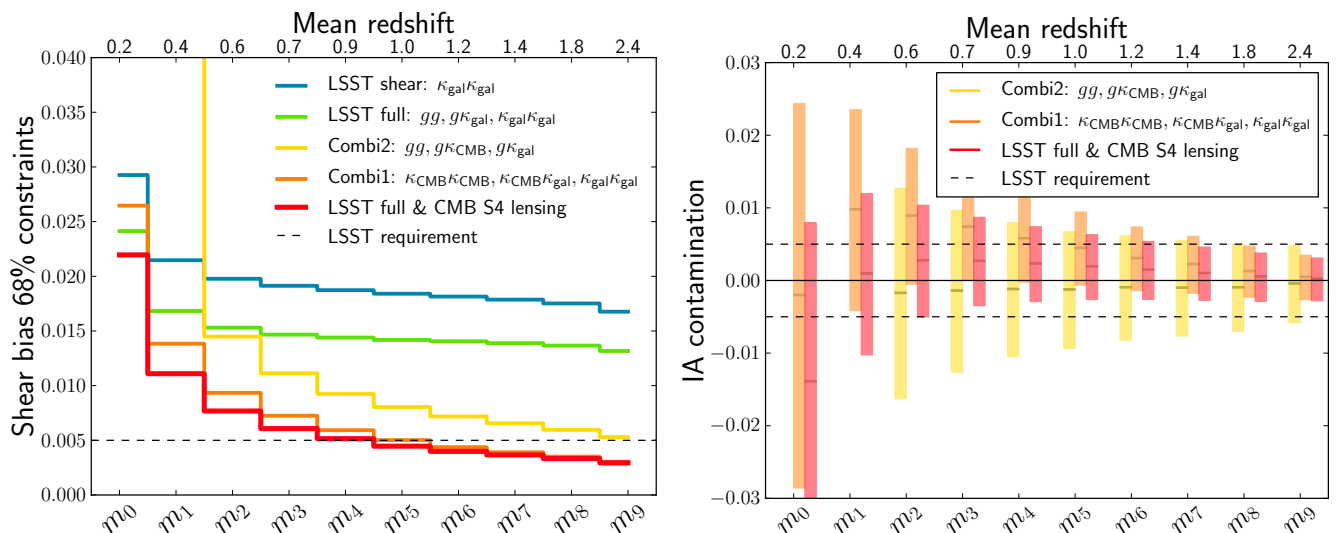 Mean redshift
0.2 0.4 0.6 0.7 0.9 1.0 1.2 1.4 1.8 2.4
Shear bias 68% constraints
0.040
0.035
0.030
0.025
0.020
0.015
0.010
0.005
0.000
LSST shear: κgalκgal
LSST full: gg, gκgal, κgalκgal
Combi2: gg, gκCMB, gκgal
Combi1: κCMBκCMB, κCMBκgal, κgalκgal
LSST full & CMB S4 lensing
LSST requirement
m0 m1 m2 m3 m4 m5 m6 m7 m8 m9
Mean redshift
0.2 0.4 0.6 0.7 0.9 1.0 1.2 1.4 1.8 2.4
IA contamination
0.03
0.02
0.01
0.00
−0.01
−0.02
−0.03
Combi2: gg, gκCMB, gκgal
Combi1: κCMBκCMB, κCMBκgal, κgalκgal
LSST full & CMB S4 lensing
LSST requirement
m0 m1 m2 m3 m4 m5 m6 m7 m8 m9